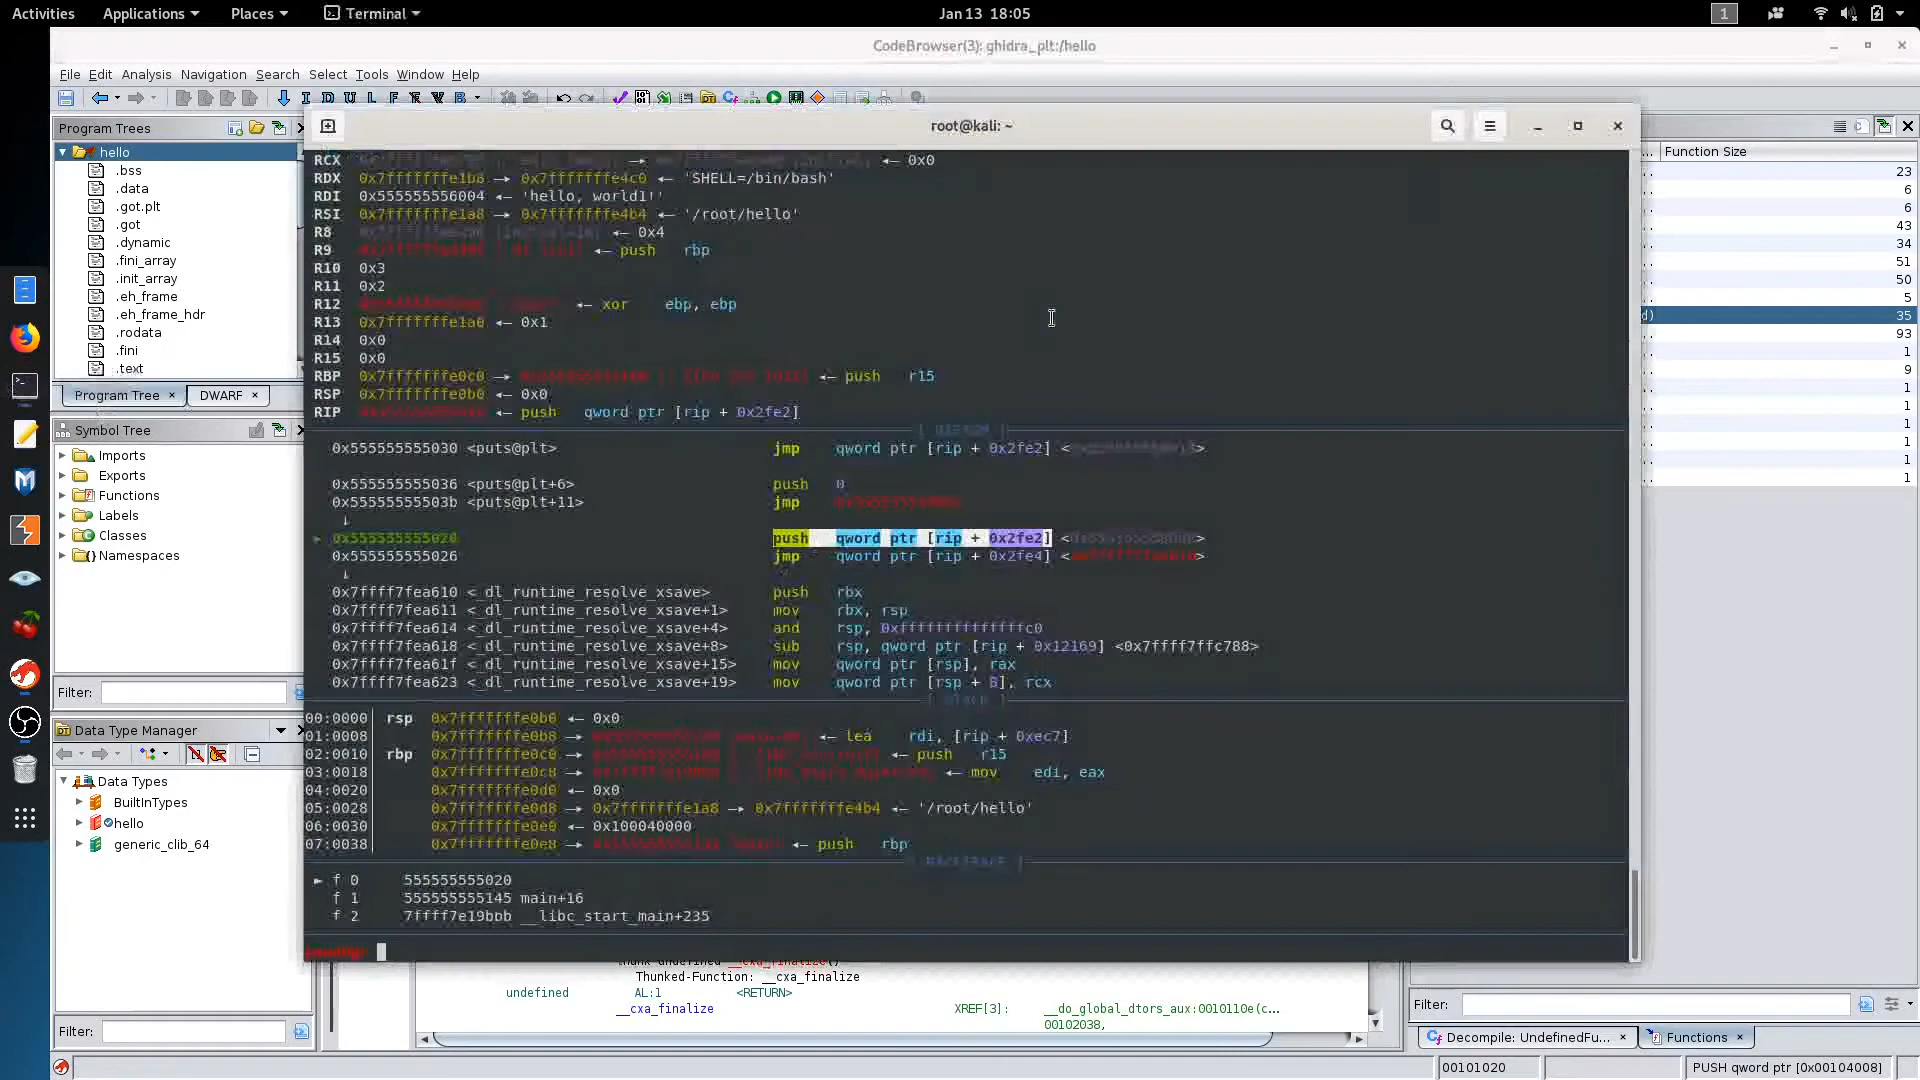 Activities Applications Places Terminal Jan 13 18:05 1
CodeBrowser(3): ghidra_plt:/hello
File Edit Analysis Navigation Search Select Tools Window Help
I D U L F B
Program Trees
root@kali: ~
Function Size
hello
.bss
.data
.got.plt
.got
.dynamic
.fini_array
.init_array
.eh_frame
.eh_frame_hdr
.rodata
.fini
.text
Program Tree × DWARF ×
Symbol Tree
Imports
Exports
Functions
Labels
Classes
Namespaces
Filter:
Data Type Manager
Data Types
BuiltInTypes
hello
generic_clib_64
Filter:
RCX ◂— 0x0
RDX 0x7fffffffe1b8 —▸ 0x7fffffffe4c0 ◂— 'SHELL=/bin/bash'
RDI 0x555555556004 ◂— 'hello, world1!'
RSI 0x7fffffffe1a8 —▸ 0x7fffffffe4b4 ◂— '/root/hello'
R8 ◂— 0x4
R9 ◂— push rbp
R10 0x3
R11 0x2
R12 ◂— xor ebp, ebp
R13 0x7fffffffe1a0 ◂— 0x1
R14 0x0
R15 0x0
RBP 0x7fffffffe0c0 —▸ ◂— push r15
RSP 0x7fffffffe0b0 ◂— 0x0
RIP ◂— push qword ptr [rip + 0x2fe2]
0x555555555030 <puts@plt> jmp qword ptr [rip + 0x2fe2]
0x555555555036 <puts@plt+6> push 0
0x55555555503b <puts@plt+11> jmp
↓
► 0x555555555020 push qword ptr [rip + 0x2fe2]
0x555555555026 jmp qword ptr [rip + 0x2fe4]
↓
0x7ffff7fea610 <_dl_runtime_resolve_xsave> push rbx
0x7ffff7fea611 <_dl_runtime_resolve_xsave+1> mov rbx, rsp
0x7ffff7fea614 <_dl_runtime_resolve_xsave+4> and rsp, 0xffffffffffffffc0
0x7ffff7fea618 <_dl_runtime_resolve_xsave+8> sub rsp, qword ptr [rip + 0x12169] <0x7ffff7ffc788>
0x7ffff7fea61f <_dl_runtime_resolve_xsave+15> mov qword ptr [rsp], rax
0x7ffff7fea623 <_dl_runtime_resolve_xsave+19> mov qword ptr [rsp + 8], rcx
00:0000│ rsp 0x7fffffffe0b0 ◂— 0x0
01:0008│ 0x7fffffffe0b8 —▸ ◂— lea rdi, [rip + 0xec7]
02:0010│ rbp 0x7fffffffe0c0 —▸ ◂— push r15
03:0018│ 0x7fffffffe0c8 —▸ ◂— mov edi, eax
04:0020│ 0x7fffffffe0d0 ◂— 0x0
05:0028│ 0x7fffffffe0d8 —▸ 0x7fffffffe1a8 —▸ 0x7fffffffe4b4 ◂— '/root/hello'
06:0030│ 0x7fffffffe0e0 ◂— 0x100040000
07:0038│ 0x7fffffffe0e8 —▸ ◂— push rbp
► f 0 555555555020
f 1 555555555145 main+16
f 2 7ffff7e19bbb __libc_start_main+235
thunk undefined __cxa_finalize()
Thunked-Function: __cxa_finalize
undefined AL:1 <RETURN>
__cxa_finalize XREF[3]: __do_global_dtors_aux:0010110e(c...
00102038,
23
6
6
43
34
51
50
5
d) 35
93
1
9
1
1
1
1
1
1
Filter:
Decompile: UndefinedFu... × Functions ×
00101020 PUSH qword ptr [0x00104008]